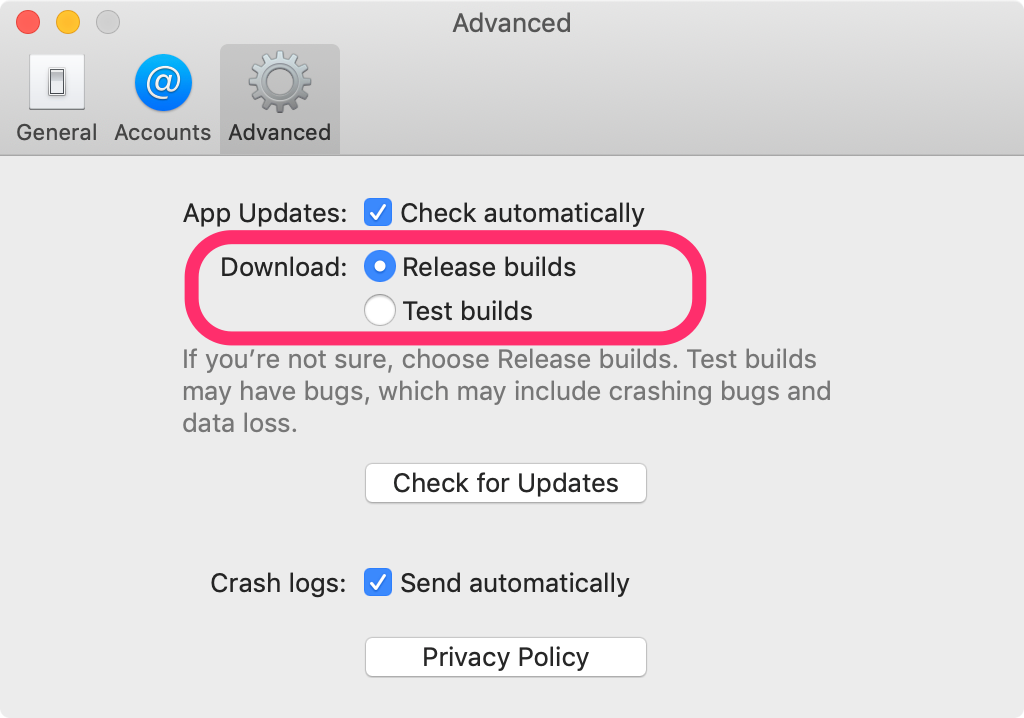 Advanced
General Accounts Advanced
App Updates: Check automatically
Download: Release builds
Test builds
If you’re not sure, choose Release builds. Test builds
may have bugs, which may include crashing bugs and
data loss.
Check for Updates
Crash logs: Send automatically
Privacy Policy